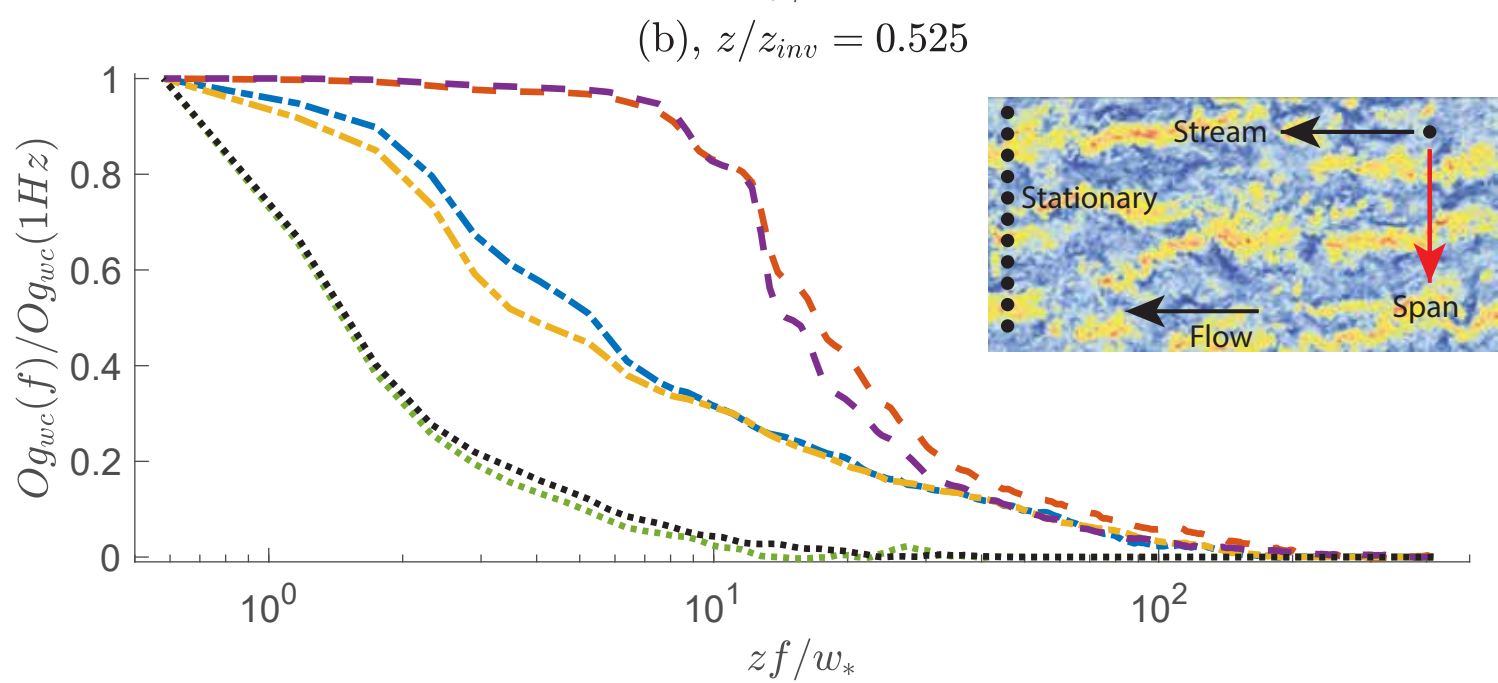 (b), z/z_{inv} = 0.525
Og_{wc}(f)/Og_{wc}(1Hz)
1
0.8
0.6
0.4
0.2
0
10^0
10^1
10^2
zf/w_*
Stream
Stationary
Span
Flow